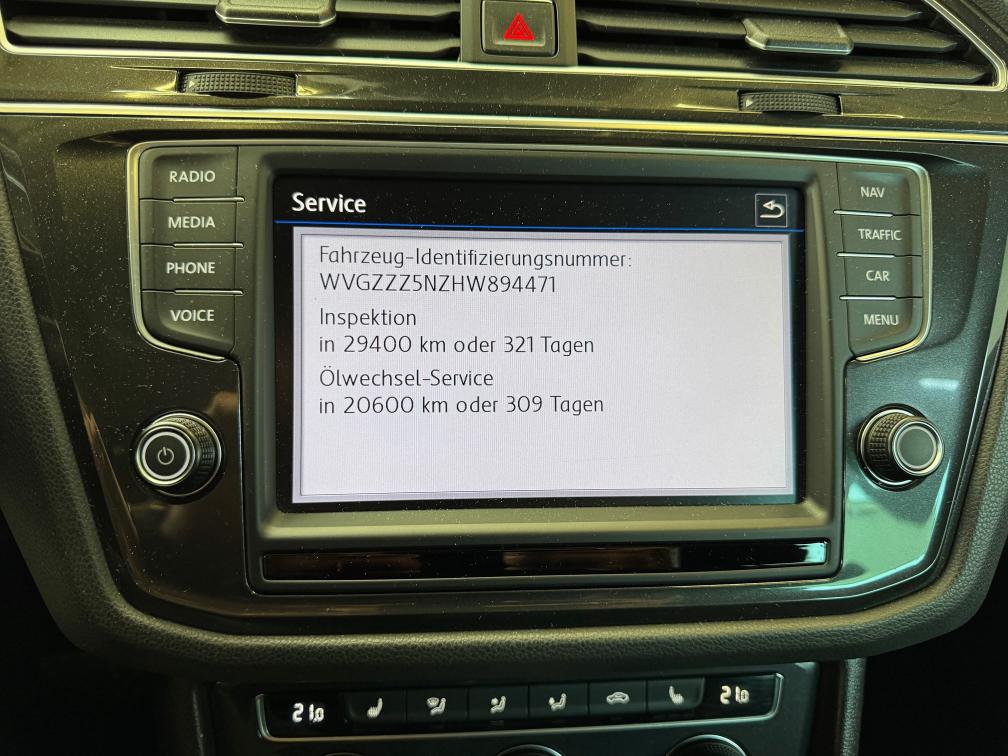 RADIO
MEDIA
PHONE
VOICE
Service
Fahrzeug-Identifizierungsnummer:
WVGZZZ5NZHW894471
Inspektion
in 29400 km oder 321 Tagen
Ölwechsel-Service
in 20600 km oder 309 Tagen
NAV
TRAFFIC
CAR
MENU
21.0
21.0